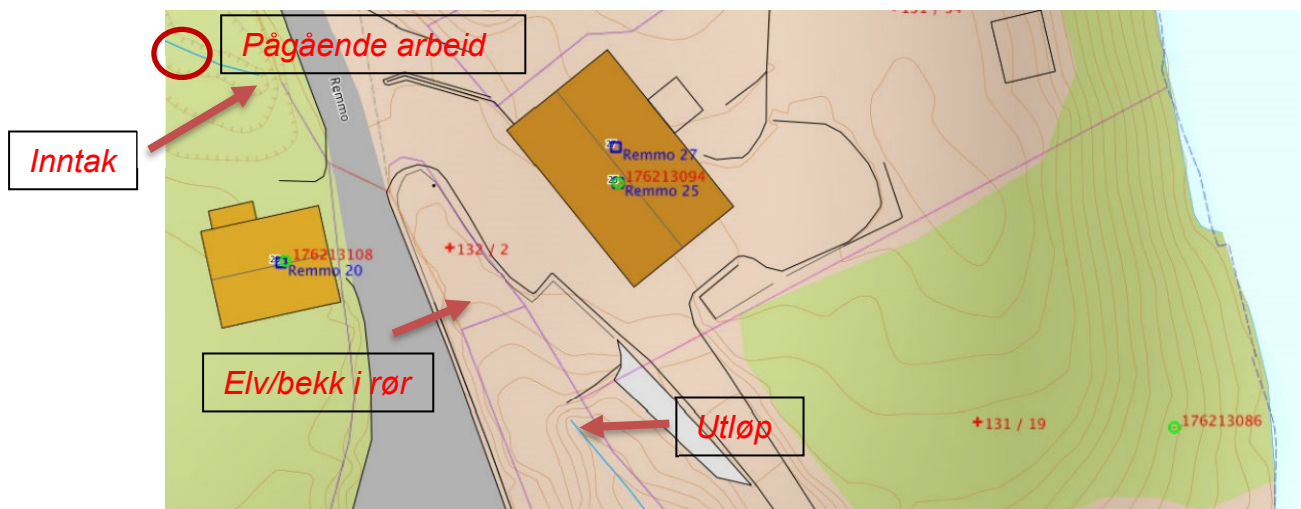 Pågående arbeid
Remmo
Inntak
Remmo 27
176213094
Remmo 25
132 / 2
176213108
Remmo 20
Elv/bekk i rør
Utløp
131 / 19
176213086